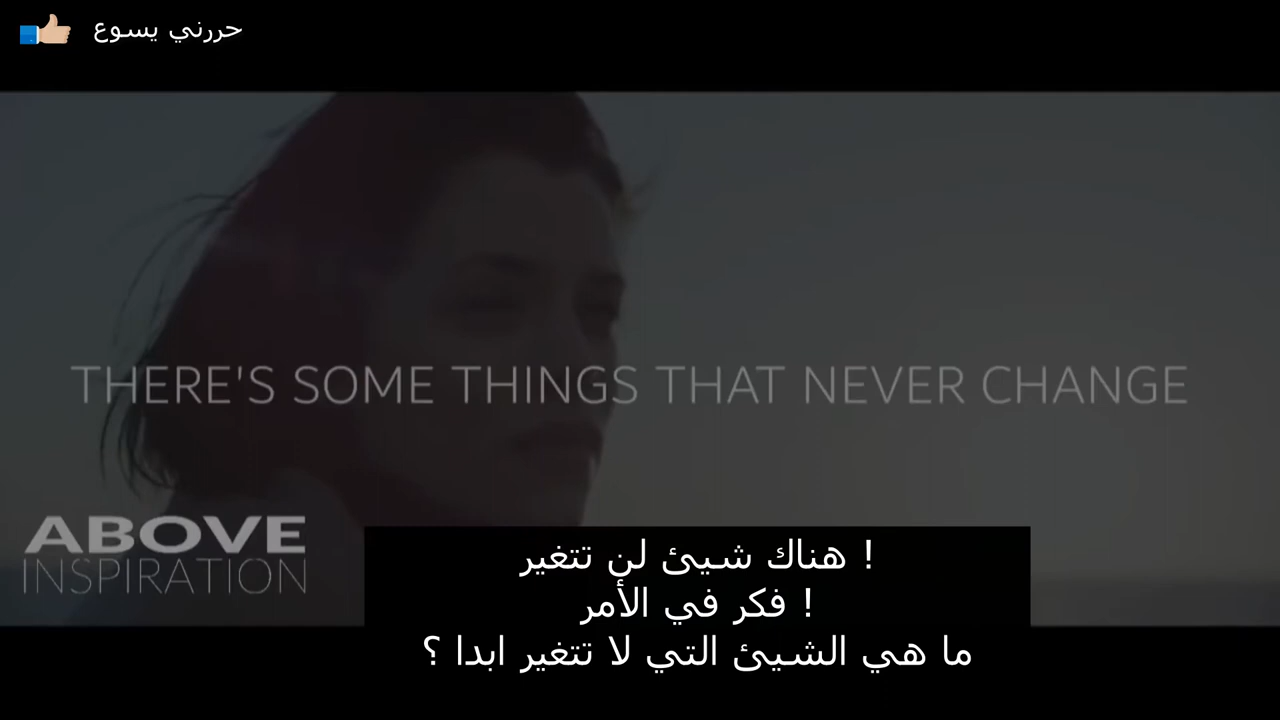 حررني يسوع
THERE'S SOME THINGS THAT NEVER CHANGE
ABOVE
INSPIRATION
هناك شيئ لن تتغير !
فكر في الأمر !
ما هي الشيئ التي لا تتغير ابدا ؟